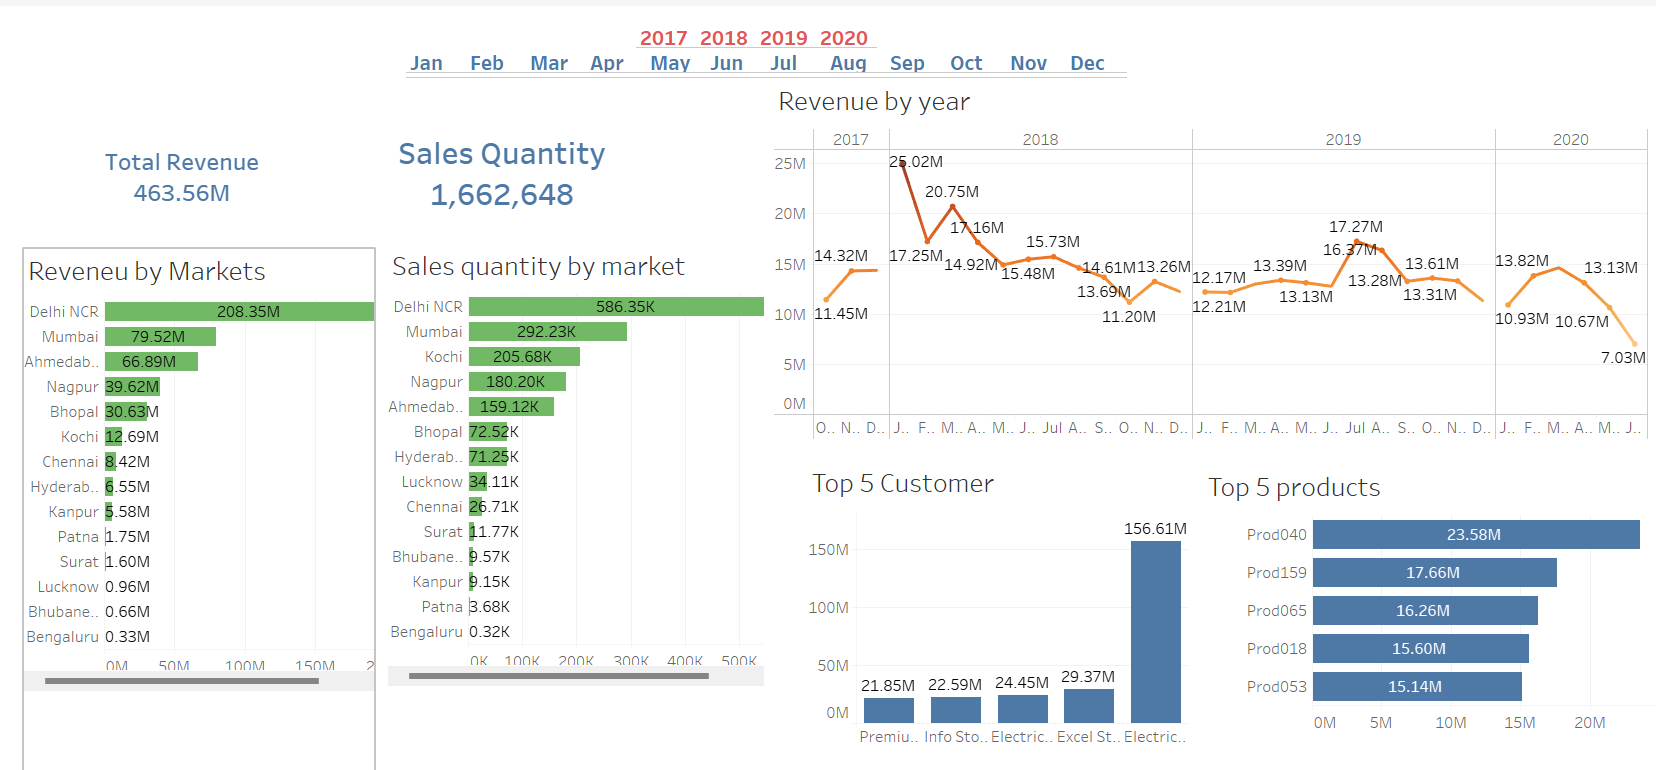 2017 2018 2019 2020
Jan Feb Mar Apr May Jun Jul Aug Sep Oct Nov Dec
Total Revenue
463.56M
Sales Quantity
1,662,648
Reveneu by Markets
Delhi NCR 208.35M
Mumbai 79.52M
Ahmedab.. 66.89M
Nagpur 39.62M
Bhopal 30.63M
Kochi 12.69M
Chennai 8.42M
Hyderab.. 6.55M
Kanpur 5.58M
Patna 1.75M
Surat 1.60M
Lucknow 0.96M
Bhubane.. 0.66M
Bengaluru 0.33M
0M 50M 100M 150M 2
Sales quantity by market
Delhi NCR 586.35K
Mumbai 292.23K
Kochi 205.68K
Nagpur 180.20K
Ahmedab.. 159.12K
Bhopal 72.52K
Hyderab.. 71.25K
Lucknow 34.11K
Chennai 26.71K
Surat 11.77K
Bhubane.. 9.57K
Kanpur 9.15K
Patna 3.68K
Bengaluru 0.32K
0K 100K 200K 300K 400K 500K
Revenue by year
2017 2018 2019 2020
25M
20M
15M
10M
5M
0M
14.32M
11.45M
25.02M
17.25M
20.75M
17.16M
14.92M
15.48M
15.73M
14.61M
13.69M
11.20M
13.26M
12.17M
12.21M
13.39M
13.13M
17.27M
16.37M
13.28M
13.61M
13.31M
13.82M
10.93M
13.13M
10.67M
7.03M
O.. N.. D.. J.. F.. M.. A.. M.. J.. Jul A.. S.. O.. N.. D.. J.. F.. M.. A.. M.. J.. Jul A.. S.. O.. N.. D.. J.. F.. M.. A.. M.. J..
Top 5 Customer
150M
100M
50M
0M
21.85M 22.59M 24.45M 29.37M 156.61M
Premiu.. Info Sto.. Electric.. Excel St.. Electric..
Top 5 products
Prod040 23.58M
Prod159 17.66M
Prod065 16.26M
Prod018 15.60M
Prod053 15.14M
0M 5M 10M 15M 20M